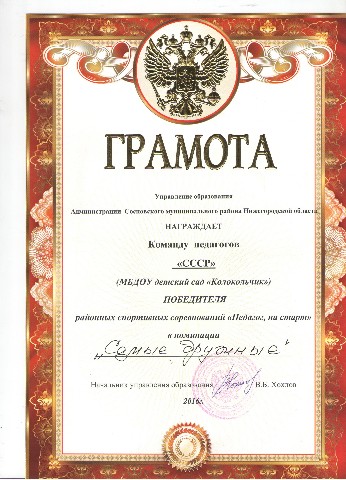 ГРАМОТА
Управление образования
Администрации Сосновского муниципального района Нижегородской области
НАГРАЖДАЕТ
Команду педагогов
«СССР»
(МБДОУ детский сад «Колокольчик»)
ПОБЕДИТЕЛЯ
районных спортивных соревнований «Педагог, на старт»
в номинации
„Самые дружные"
Начальник управления образования В.Б. Хохлов
2016г.